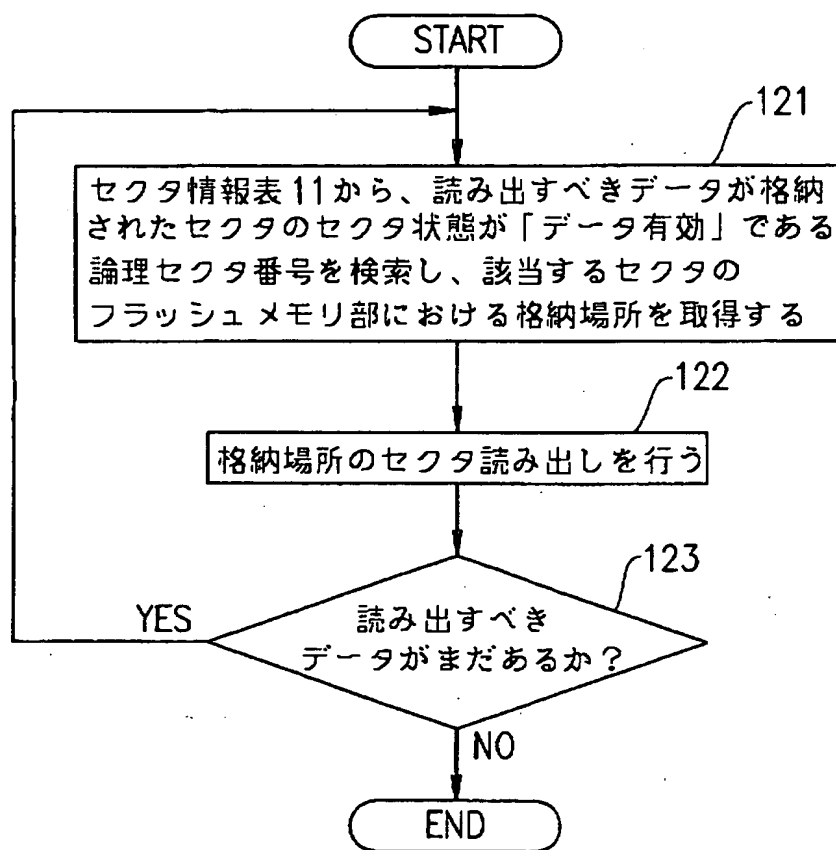 START
121
セクタ情報表11から、読み出すべきデータが格納
されたセクタのセクタ状態が「データ有効」である
論理セクタ番号を検索し、該当するセクタの
フラッシュメモリ部における格納場所を取得する
122
格納場所のセクタ読み出しを行う
123
YES
読み出すべき
データがまだあるか？
NO
END